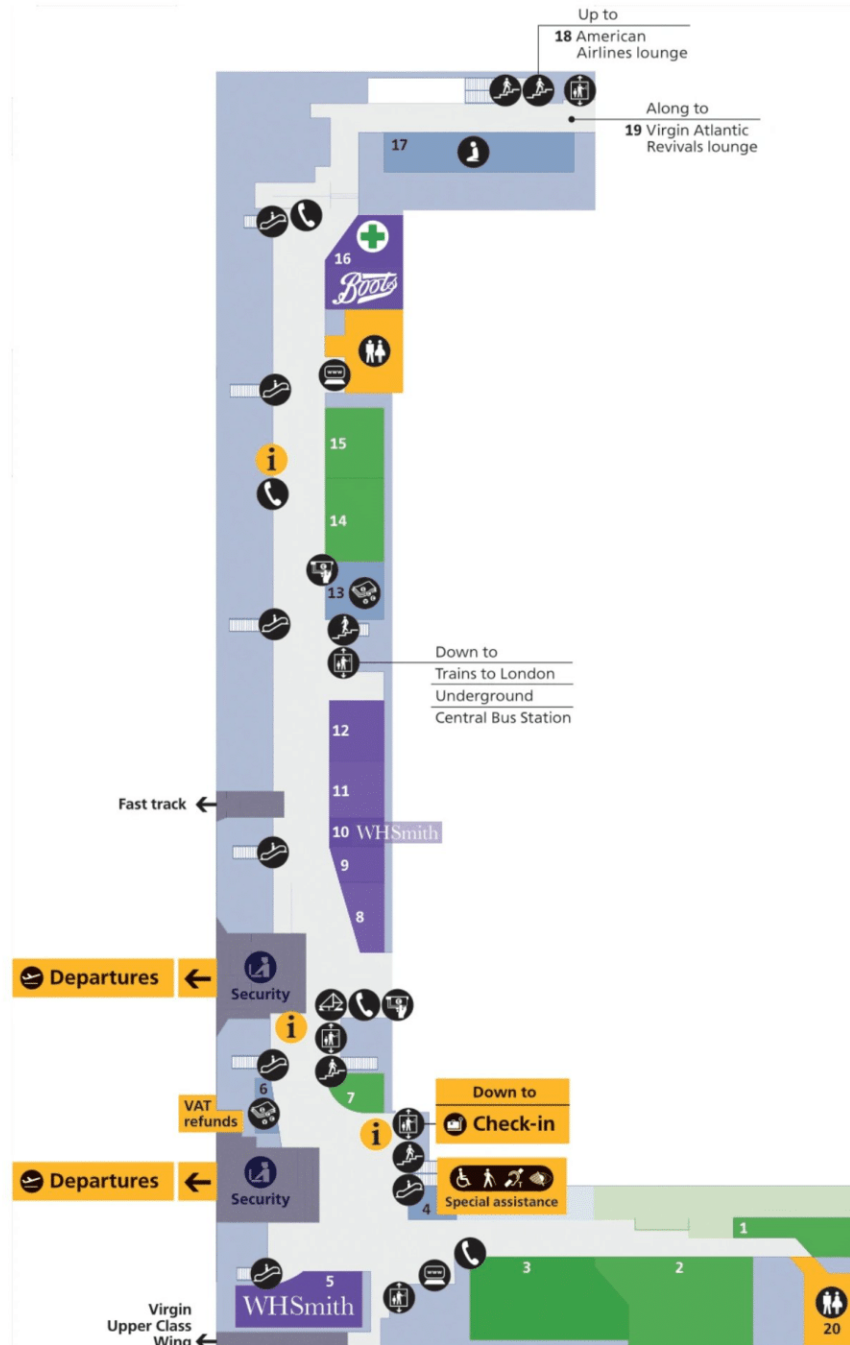 Up to
18 American
Airlines lounge
Along to
19 Virgin Atlantic
Revivals lounge
17
16
Boots
www
15
i
14
13
Down to
Trains to London
Underground
Central Bus Station
12
11
Fast track
10 WHSmith
9
8
Departures
Security
i
6
7
VAT
refunds
i
Down to
Check-in
Departures
Security
Special assistance
4
1
3
2
5
www
WHSmith
20
Virgin
Upper Class
Wing